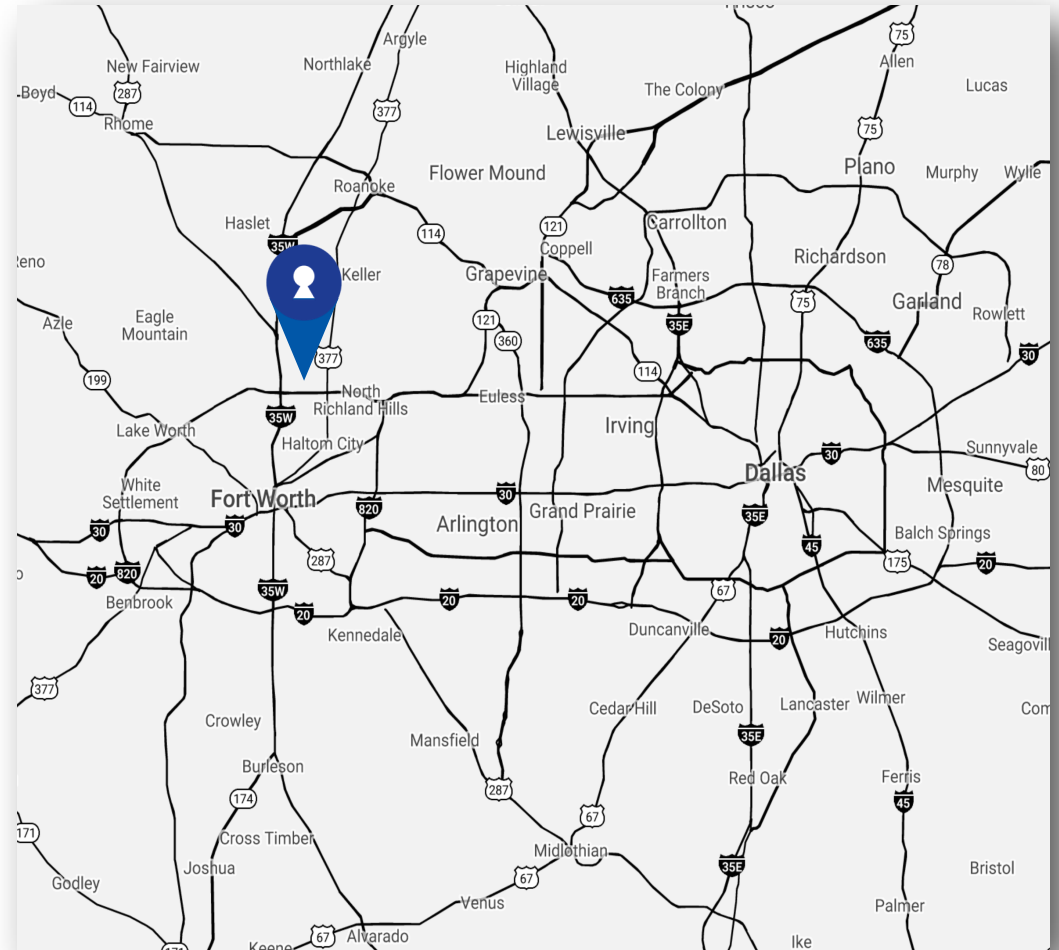 Argyle
75
New Fairview
Northlake
Highland
Village
Allen
287
Boyd
114
377
The Colony
Lucas
Rhome
75
Lewisville
Plano
Flower Mound
Murphy
Wylie
Roanoke
Haslet
121
Carrollton
114
35W
Coppell
Richardson
78
Keller
Grapevine
Farmers
Branch
635
75
Garland
Rowlett
Azle
Eagle
Mountain
121
35E
360
635
377
30
199
114
North
Richland Hills
Euless
35W
Lake Worth
Haltom City
Irving
30
Sunnyvale
80
Dallas
White
Settlement
Fort Worth
30
Mesquite
820
Grand Prairie
35E
Arlington
30
30
Balch Springs
45
287
175
20
20
820
35W
67
Benbrook
20
20
20
Kennedale
Duncanville
20
Hutchins
377
Cedar Hill
DeSoto
Lancaster
Wilmer
Crowley
35E
Mansfield
Burleson
Red Oak
Ferris
287
174
45
67
171
Cross Timber
Midlothian
Joshua
35E
Bristol
Godley
67
Venus
Palmer
67
Alvarado
Ike
Keene